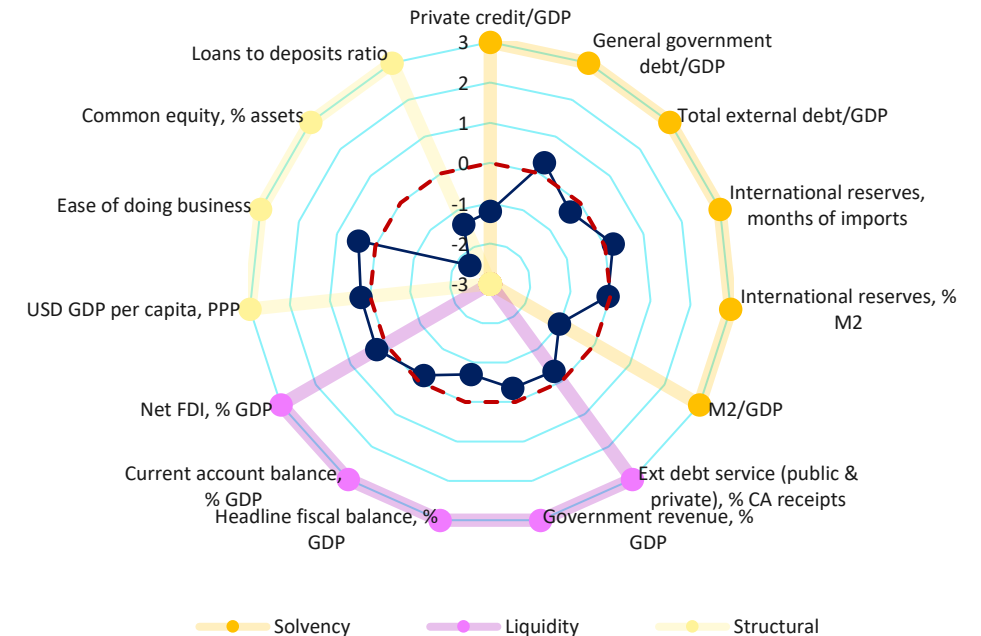 Private credit/GDP
General government
debt/GDP
Total external debt/GDP
International reserves,
months of imports
International reserves, %
M2
M2/GDP
Ext debt service (public &
private), % CA receipts
Government revenue, %
GDP
Headline fiscal balance, %
GDP
Current account balance,
% GDP
Net FDI, % GDP
USD GDP per capita, PPP
Ease of doing business
Common equity, % assets
Loans to deposits ratio
3
2
1
0
-1
-2
-3
Solvency
Liquidity
Structural